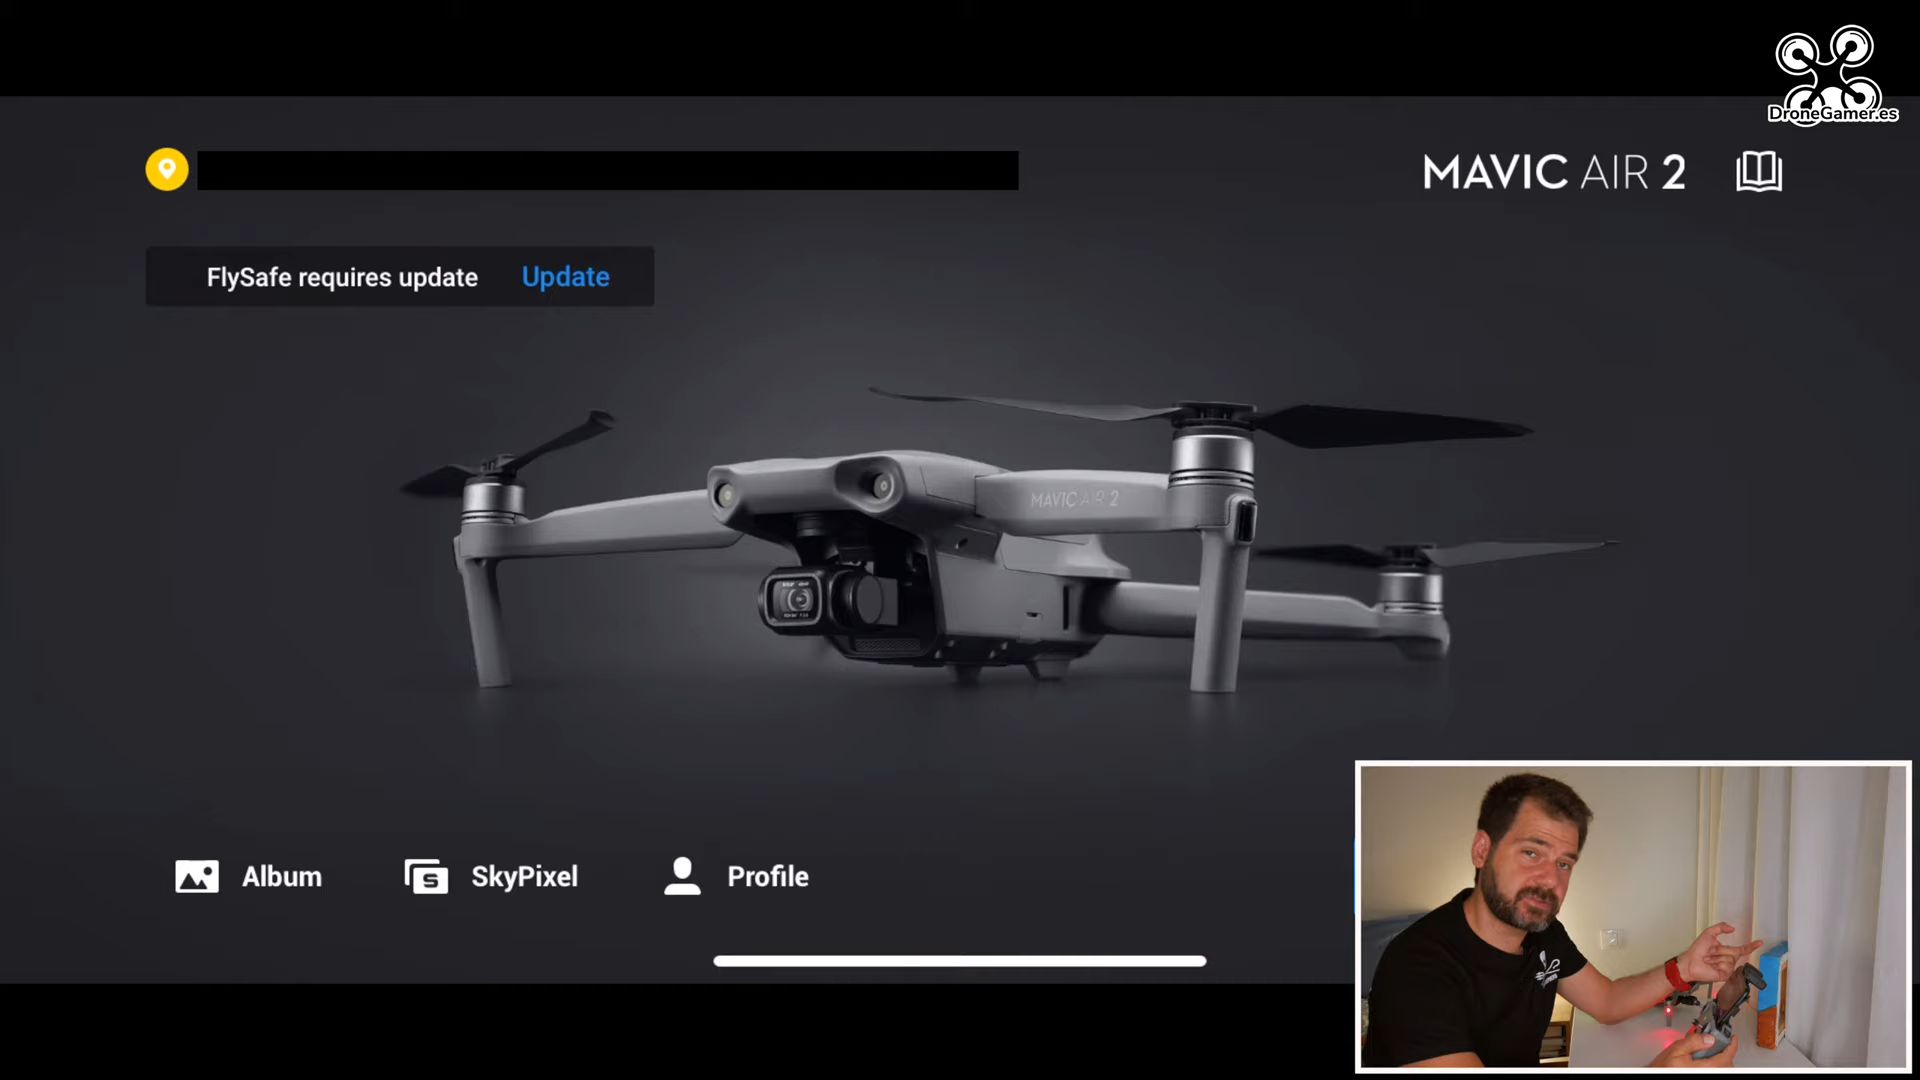 DroneGamer.es
MAVIC AIR 2
FlySafe requires update Update
MAVIC AIR 2
Album SkyPixel Profile